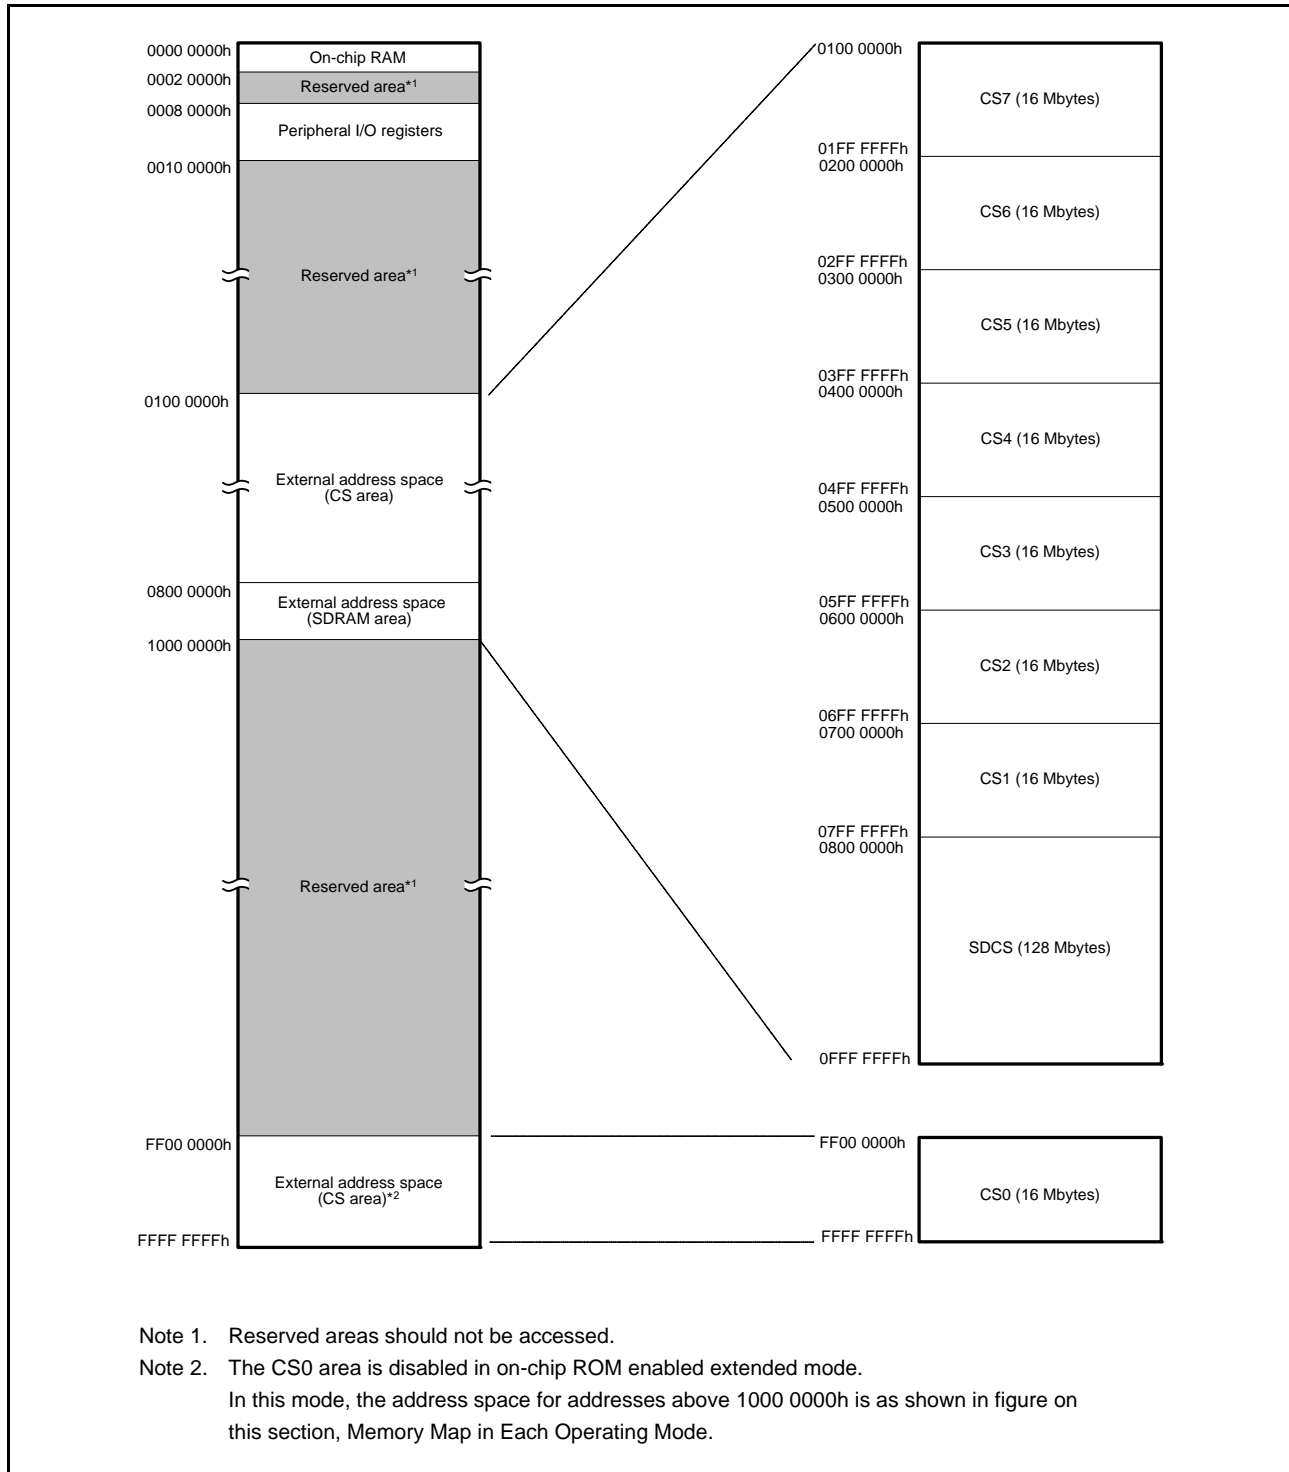 0000 0000h
On-chip RAM
0002 0000h
Reserved area*1
0008 0000h
Peripheral I/O registers
0010 0000h
Reserved area*1
0100 0000h
External address space
(CS area)
0800 0000h
External address space
(SDRAM area)
1000 0000h
Reserved area*1
FF00 0000h
External address space
(CS area)*2
FFFF FFFFh
0100 0000h
CS7 (16 Mbytes)
01FF FFFFh
0200 0000h
CS6 (16 Mbytes)
02FF FFFFh
0300 0000h
CS5 (16 Mbytes)
03FF FFFFh
0400 0000h
CS4 (16 Mbytes)
04FF FFFFh
0500 0000h
CS3 (16 Mbytes)
05FF FFFFh
0600 0000h
CS2 (16 Mbytes)
06FF FFFFh
0700 0000h
CS1 (16 Mbytes)
07FF FFFFh
0800 0000h
SDCS (128 Mbytes)
0FFF FFFFh
FF00 0000h
CS0 (16 Mbytes)
FFFF FFFFh
Note 1. Reserved areas should not be accessed.
Note 2. The CS0 area is disabled in on-chip ROM enabled extended mode.
In this mode, the address space for addresses above 1000 0000h is as shown in figure on
this section, Memory Map in Each Operating Mode.